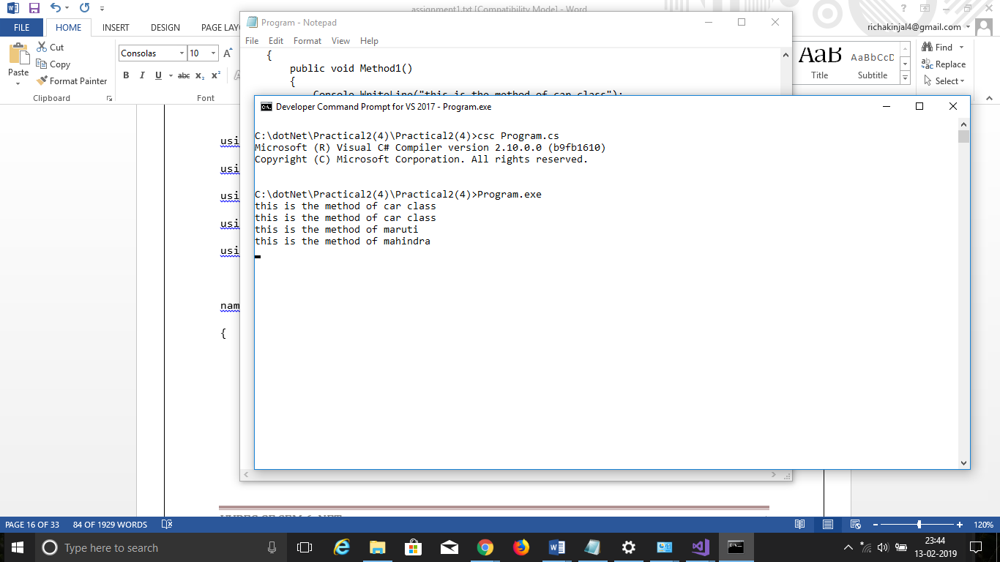 assignment1.txt [Compatibility Mode] - Word
FILE HOME INSERT DESIGN PAGE LAY
richakinjal4@gmail.com
Paste
Cut
Copy
Format Painter
Clipboard
Consolas 10 A
B I U abc x₂ x²
Font
AaB AaBbCcD
Title Subtitle
Find
Replace
Select
Program - Notepad
File Edit Format View Help
{
public void Method1()
{
Console.WriteLine("this is the method of car class");
Developer Command Prompt for VS 2017 - Program.exe
C:\dotNet\Practical2(4)\Practical2(4)>csc Program.cs
Microsoft (R) Visual C# Compiler version 2.10.0.0 (b9fb1610)
Copyright (C) Microsoft Corporation. All rights reserved.
C:\dotNet\Practical2(4)\Practical2(4)>Program.exe
this is the method of car class
this is the method of car class
this is the method of maruti
this is the method of mahindra
usi
usi
usi
usi
usi
nam
{
PAGE 16 OF 33 84 OF 1929 WORDS
120%
Type here to search
23:44
13-02-2019